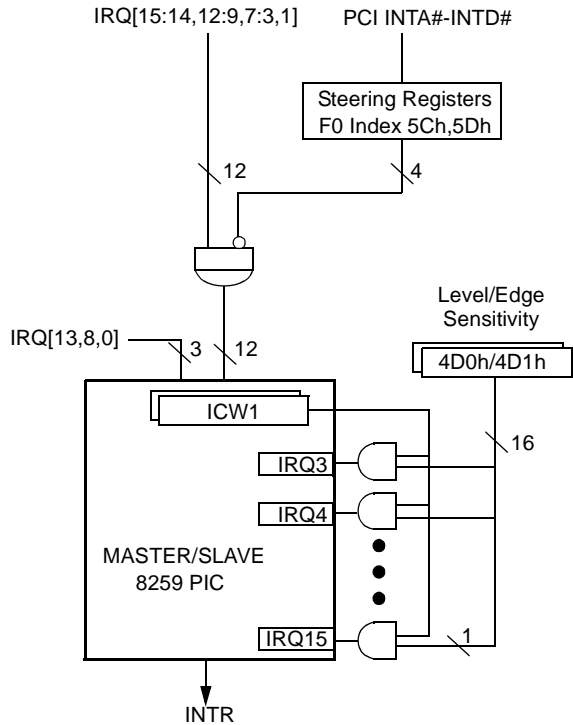 IRQ[15:14,12:9,7:3,1]
PCI INTA#-INTD#
Steering Registers
F0 Index 5Ch,5Dh
12
4
Level/Edge
Sensitivity
4D0h/4D1h
IRQ[13,8,0]
3
12
ICW1
16
IRQ3
IRQ4
MASTER/SLAVE
8259 PIC
IRQ15
1
INTR